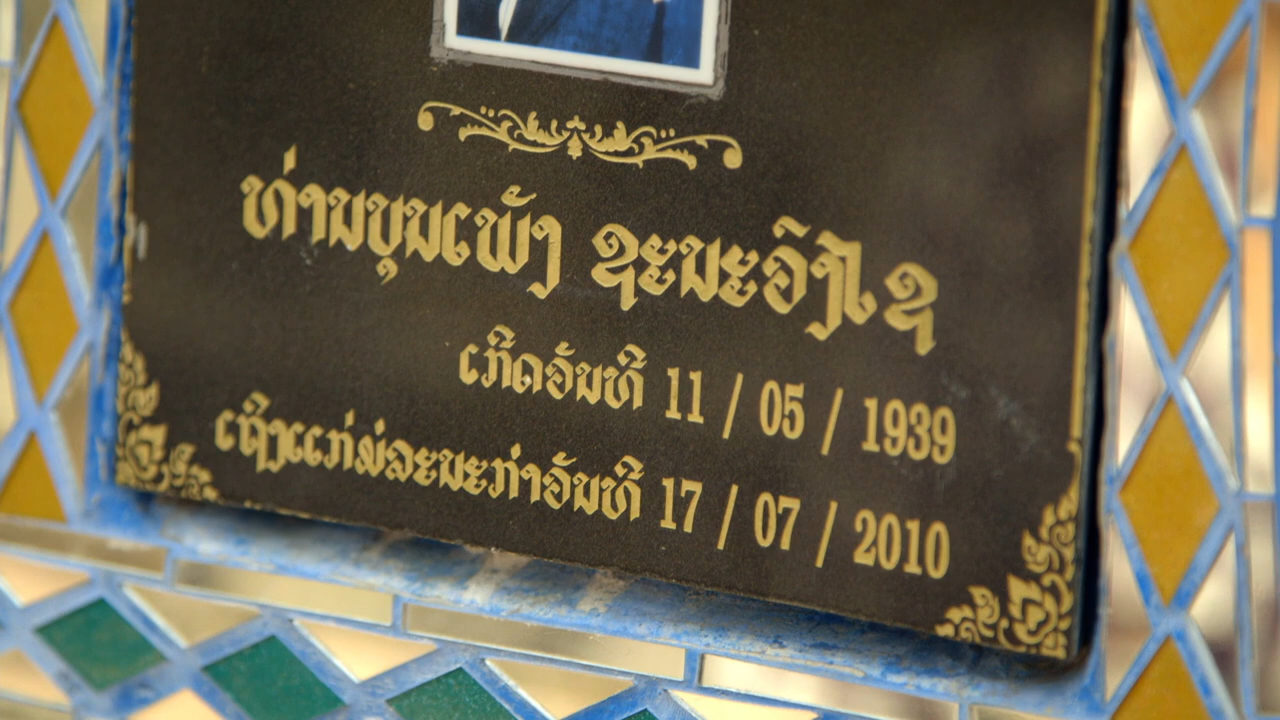 ທ່ານບຸນເພັງ ຊະນະວົງໄຊ
ເກີດວັນທີ 11 / 05 / 1939
ເຖິງແກ່ມໍລະນະກຳວັນທີ 17 / 07 / 2010